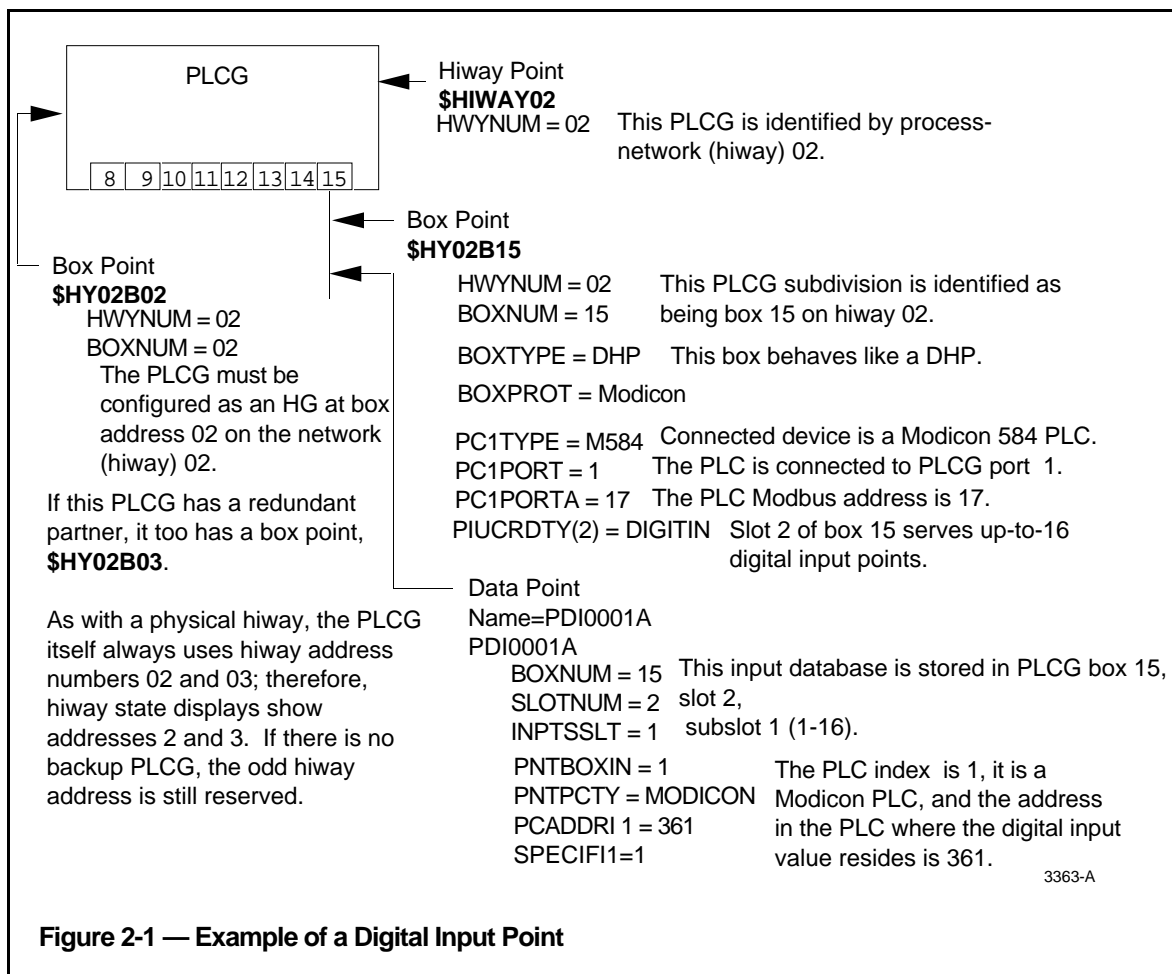 PLCG
8 9 10 11 12 13 14 15
Hiway Point
$HIWAY02
HWYNUM = 02
This PLCG is identified by process-
network (hiway) 02.
Box Point
$HY02B02
HWYNUM = 02
BOXNUM = 02
The PLCG must be
configured as an HG at box
address 02 on the network
(hiway) 02.
If this PLCG has a redundant
partner, it too has a box point,
$HY02B03.
As with a physical hiway, the PLCG
itself always uses hiway address
numbers 02 and 03; therefore,
hiway state displays show
addresses 2 and 3. If there is no
backup PLCG, the odd hiway
address is still reserved.
Box Point
$HY02B15
HWYNUM = 02
BOXNUM = 15
This PLCG subdivision is identified as
being box 15 on hiway 02.
BOXTYPE = DHP This box behaves like a DHP.
BOXPROT = Modicon
PC1TYPE = M584 Connected device is a Modicon 584 PLC.
PC1PORT = 1 The PLC is connected to PLCG port 1.
PC1PORTA = 17 The PLC Modbus address is 17.
PIUCRDTY(2) = DIGITIN Slot 2 of box 15 serves up-to-16
digital input points.
Data Point
Name=PDI0001A
PDI0001A
BOXNUM = 15 This input database is stored in PLCG box 15,
SLOTNUM = 2 slot 2,
INPTSSLT = 1 subslot 1 (1-16).
PNTBOXIN = 1
PNTPCTY = MODICON
PCADDRI 1 = 361
SPECIFI1=1
The PLC index is 1, it is a
Modicon PLC, and the address
in the PLC where the digital input
value resides is 361.
3363-A
Figure 2-1 — Example of a Digital Input Point